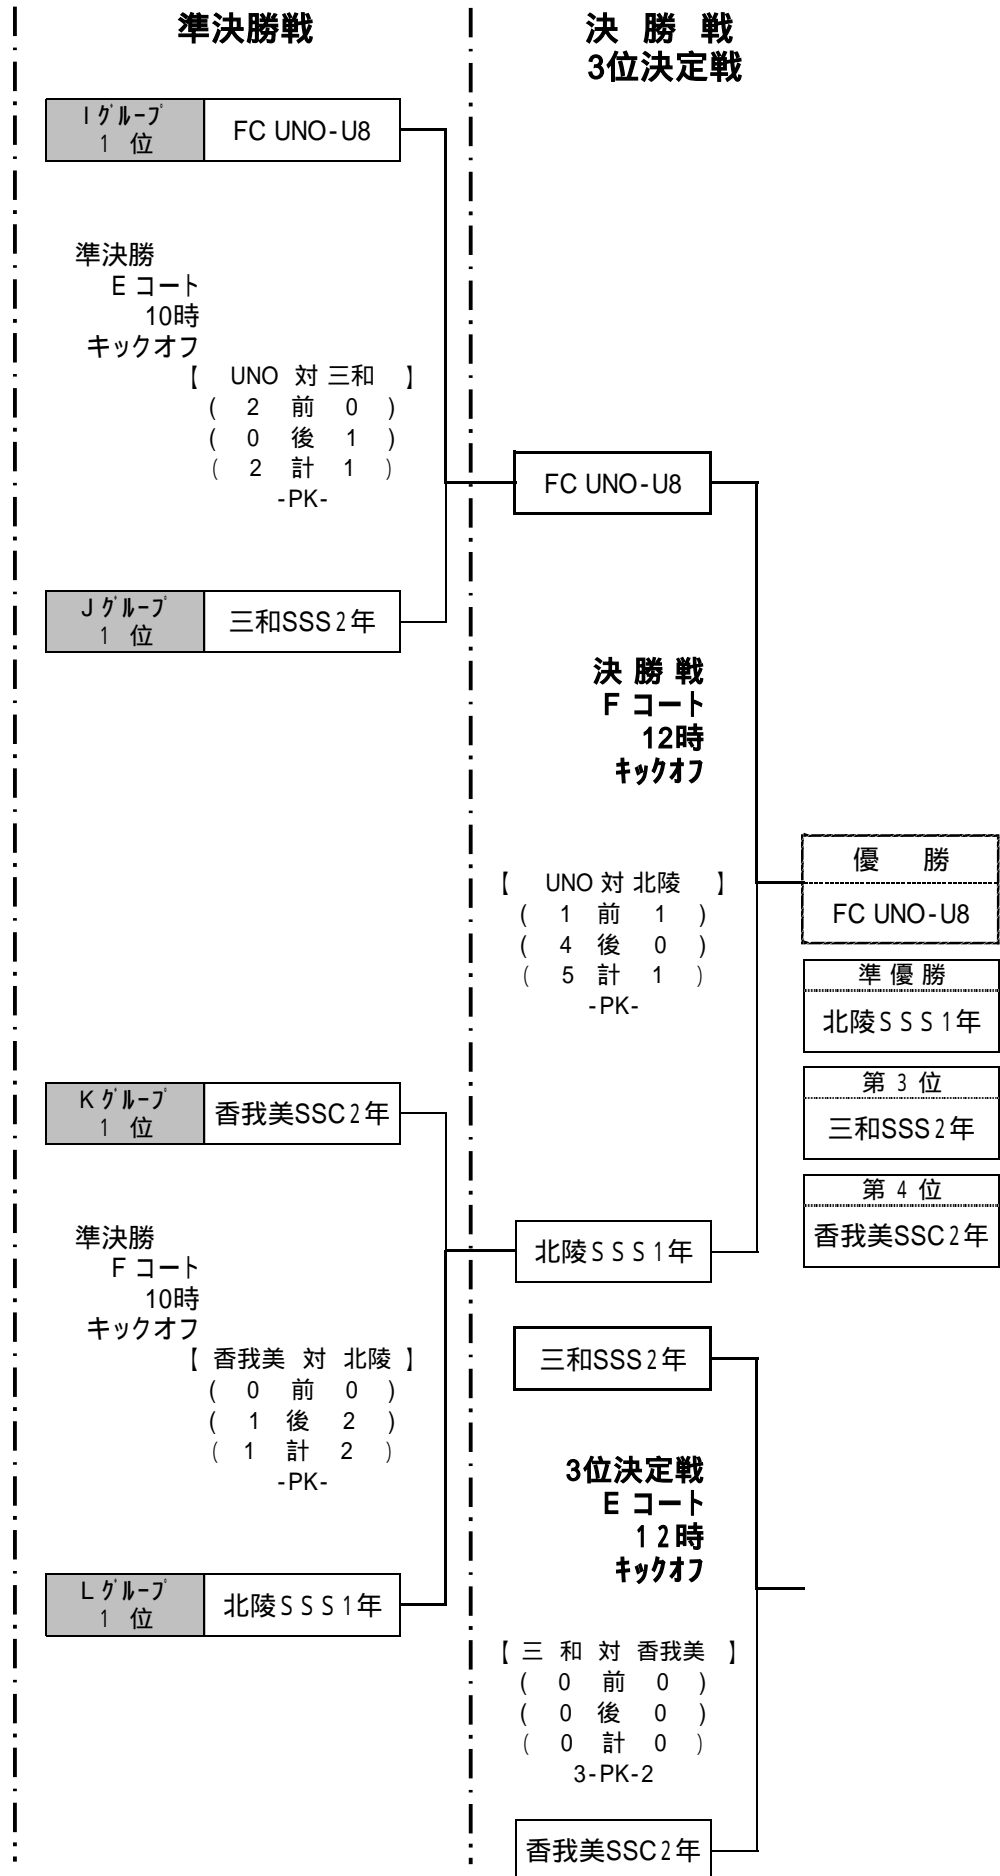 準決勝戦
決 勝 戦
3位決定戦
I グループ
1 位
FC UNO-U8
準決勝
E コート
10時
キックオフ
【 UNO 対 三和 】
( 2 前 0 )
( 0 後 1 )
( 2 計 1 )
-PK-
FC UNO-U8
J グループ
1 位
三和SSS2年
決 勝 戦
F コート
12時
キックオフ
【 UNO 対 北陵 】
( 1 前 1 )
( 4 後 0 )
( 5 計 1 )
-PK-
優 勝
FC UNO-U8
準 優 勝
北陵SSS1年
第 3 位
三和SSS2年
第 4 位
香我美SSC2年
K グループ
1 位
香我美SSC2年
準決勝
F コート
10時
キックオフ
【 香我美 対 北陵 】
( 0 前 0 )
( 1 後 2 )
( 1 計 2 )
-PK-
北陵SSS1年
三和SSS2年
3位決定戦
E コート
12時
キックオフ
L グループ
1 位
北陵SSS1年
【 三 和 対 香我美 】
( 0 前 0 )
( 0 後 0 )
( 0 計 0 )
3-PK-2
香我美SSC2年